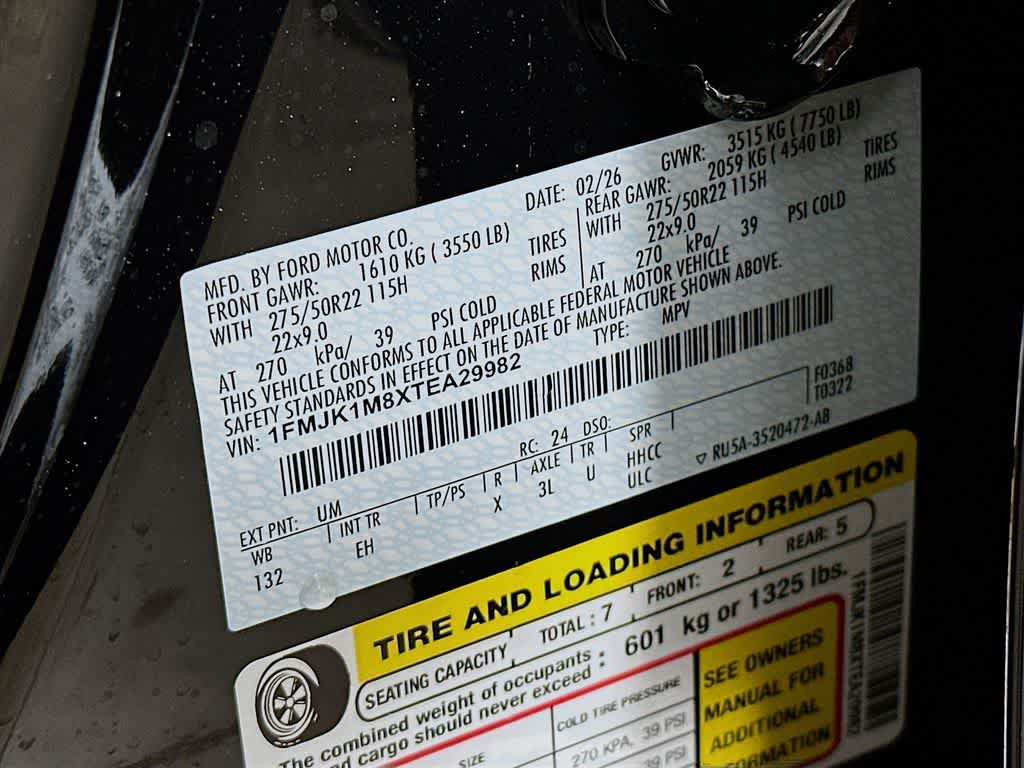 MFD. BY FORD MOTOR CO.
DATE: 02/26
GVWR: 3515 KG ( 7750 LB)
FRONT GAWR: 1610 KG ( 3550 LB)
REAR GAWR: 2059 KG ( 4540 LB)
WITH 275/50R22 115H TIRES
WITH 275/50R22 115H TIRES
22x9.0 RIMS
22x9.0 RIMS
AT 270 kPa/ 39 PSI COLD
AT 270 kPa/ 39 PSI COLD
THIS VEHICLE CONFORMS TO ALL APPLICABLE FEDERAL MOTOR VEHICLE
SAFETY STANDARDS IN EFFECT ON THE DATE OF MANUFACTURE SHOWN ABOVE.
VIN: 1FMJK1M8XTEA29982
TYPE: MPV
F0368
T0322
EXT PNT: UM RC: 24 DSO:
WB INT TR TP/PS R AXLE TR SPR
132 EH X 3L U HHCC
ULC
▽ RU5A-3520472-AB
TIRE AND LOADING INFORMATION
SEATING CAPACITY TOTAL : 7 FRONT: 2 REAR: 5
The combined weight of occupants : 601 kg or 1325 lbs.
cargo should never exceed
SIZE COLD TIRE PRESSURE
270 KPA, 39 PSI
39 PSI
SEE OWNERS
MANUAL FOR
ADDITIONAL